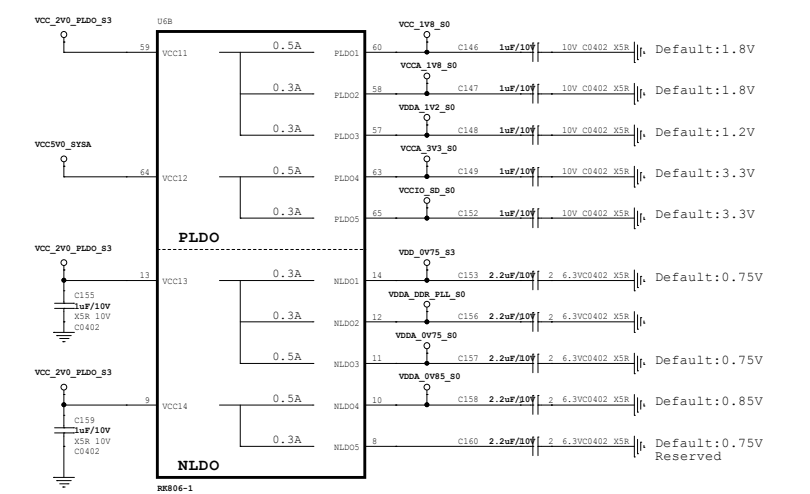 U6B
VCC_2V0_PLDO_S3
VCC_1V8_S0
59 VCC11 0.5A PLDO1 60 C146 1uF/10V 10V C0402 X5R Default:1.8V
VCCA_1V8_S0
0.3A PLDO2 58 C147 1uF/10V 10V C0402 X5R Default:1.8V
VDDA_1V2_S0
0.3A PLDO3 57 C148 1uF/10V 10V C0402 X5R Default:1.2V
VCC5V0_SYSA
VCCA_3V3_S0
64 VCC12 0.5A PLDO4 63 C149 1uF/10V 10V C0402 X5R Default:3.3V
VCCIO_SD_S0
0.3A PLDO5 65 C152 1uF/10V 10V C0402 X5R Default:3.3V
PLDO
VCC_2V0_PLDO_S3
VDD_0V75_S3
13 VCC13 0.3A NLDO1 14 C153 2.2uF/10V 2 6.3VC0402 X5R Default:0.75V
C155
1uF/10V
X5R 10V
C0402
VDDA_DDR_PLL_S0
0.3A NLDO2 12 C156 2.2uF/10V 2 6.3VC0402 X5R
VDDA_0V75_S0
0.5A NLDO3 11 C157 2.2uF/10V 2 6.3VC0402 X5R Default:0.75V
VCC_2V0_PLDO_S3
VDDA_0V85_S0
9 VCC14 0.5A NLDO4 10 C158 2.2uF/10V 2 6.3VC0402 X5R Default:0.85V
C159
1uF/10V
X5R 10V
C0402
0.3A NLDO5 8 C160 2.2uF/10V 2 6.3VC0402 X5R Default:0.75V
Reserved
NLDO
RK806-1